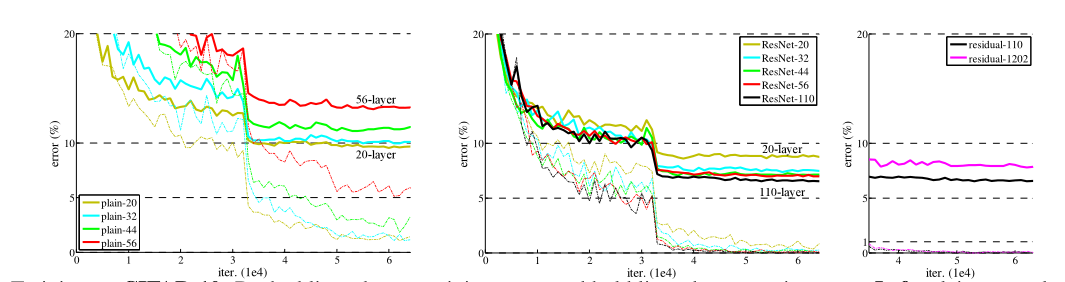 20
10
5
0
error (%)
56-layer
20-layer
plain-20
plain-32
plain-44
plain-56
0 1 2 3 4 5 6
iter. (1e4)
20
10
5
0
error (%)
ResNet-20
ResNet-32
ResNet-44
ResNet-56
ResNet-110
20-layer
110-layer
0 1 2 3 4 5 6
iter. (1e4)
20
10
5
1
0
error (%)
residual-110
residual-1202
4 5 6
iter. (1e4)